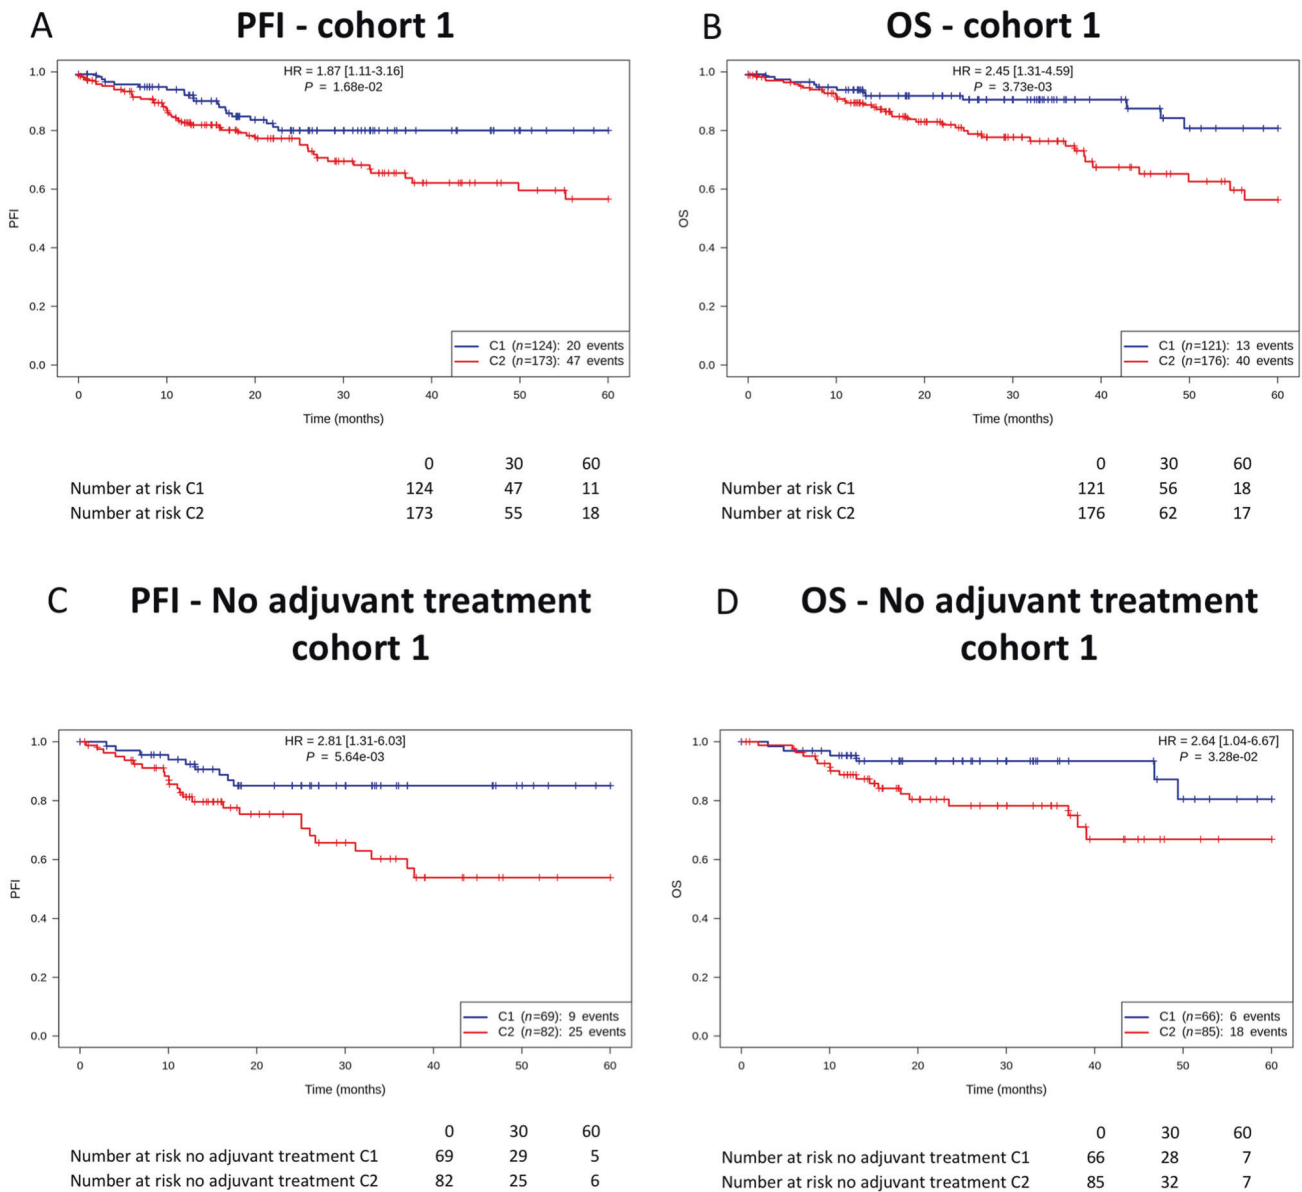 A
PFI - cohort 1
HR = 1.87 [1.11-3.16]
P = 1.68e-02
1.0
0.8
0.6
0.4
0.2
0.0
PFI
C1 (n=124): 20 events
C2 (n=173): 47 events
0 10 20 30 40 50 60
Time (months)
0 30 60
Number at risk C1 124 47 11
Number at risk C2 173 55 18
B
OS - cohort 1
HR = 2.45 [1.31-4.59]
P = 3.73e-03
1.0
0.8
0.6
0.4
0.2
0.0
OS
C1 (n=121): 13 events
C2 (n=176): 40 events
0 10 20 30 40 50 60
Time (months)
0 30 60
Number at risk C1 121 56 18
Number at risk C2 176 62 17
C
PFI - No adjuvant treatment
cohort 1
HR = 2.81 [1.31-6.03]
P = 5.64e-03
1.0
0.8
0.6
0.4
0.2
0.0
PFI
C1 (n=69): 9 events
C2 (n=82): 25 events
0 10 20 30 40 50 60
Time (months)
0 30 60
Number at risk no adjuvant treatment C1 69 29 5
Number at risk no adjuvant treatment C2 82 25 6
D
OS - No adjuvant treatment
cohort 1
HR = 2.64 [1.04-6.67]
P = 3.28e-02
1.0
0.8
0.6
0.4
0.2
0.0
OS
C1 (n=66): 6 events
C2 (n=85): 18 events
0 10 20 30 40 50 60
Time (months)
0 30 60
Number at risk no adjuvant treatment C1 66 28 7
Number at risk no adjuvant treatment C2 85 32 7